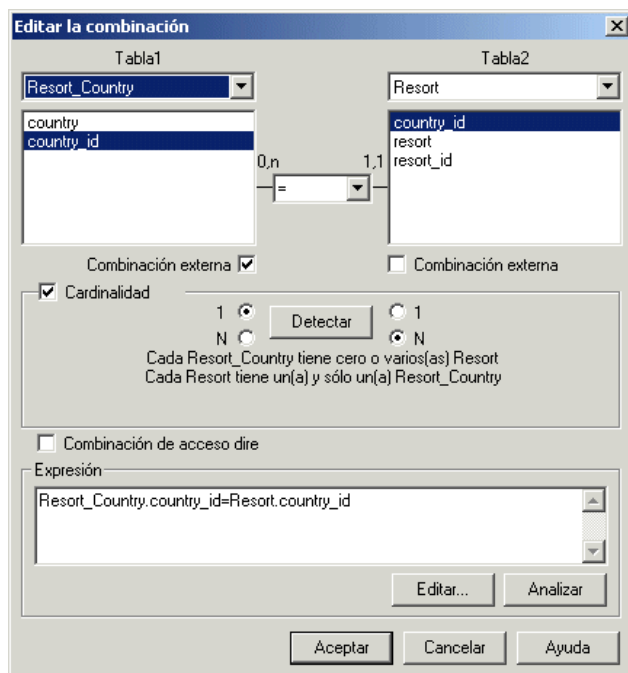 Editar la combinación
Tabla1
Tabla2
Resort_Country
Resort
country
country_id
country_id
resort
resort_id
0,n
1,1
=
Combinación externa
Combinación externa
Cardinalidad
1
1
Detectar
N
N
Cada Resort_Country tiene cero o varios(as) Resort
Cada Resort tiene un(a) y sólo un(a) Resort_Country
Combinación de acceso dire
Expresión
Resort_Country.country_id=Resort.country_id
Editar...
Analizar
Aceptar
Cancelar
Ayuda